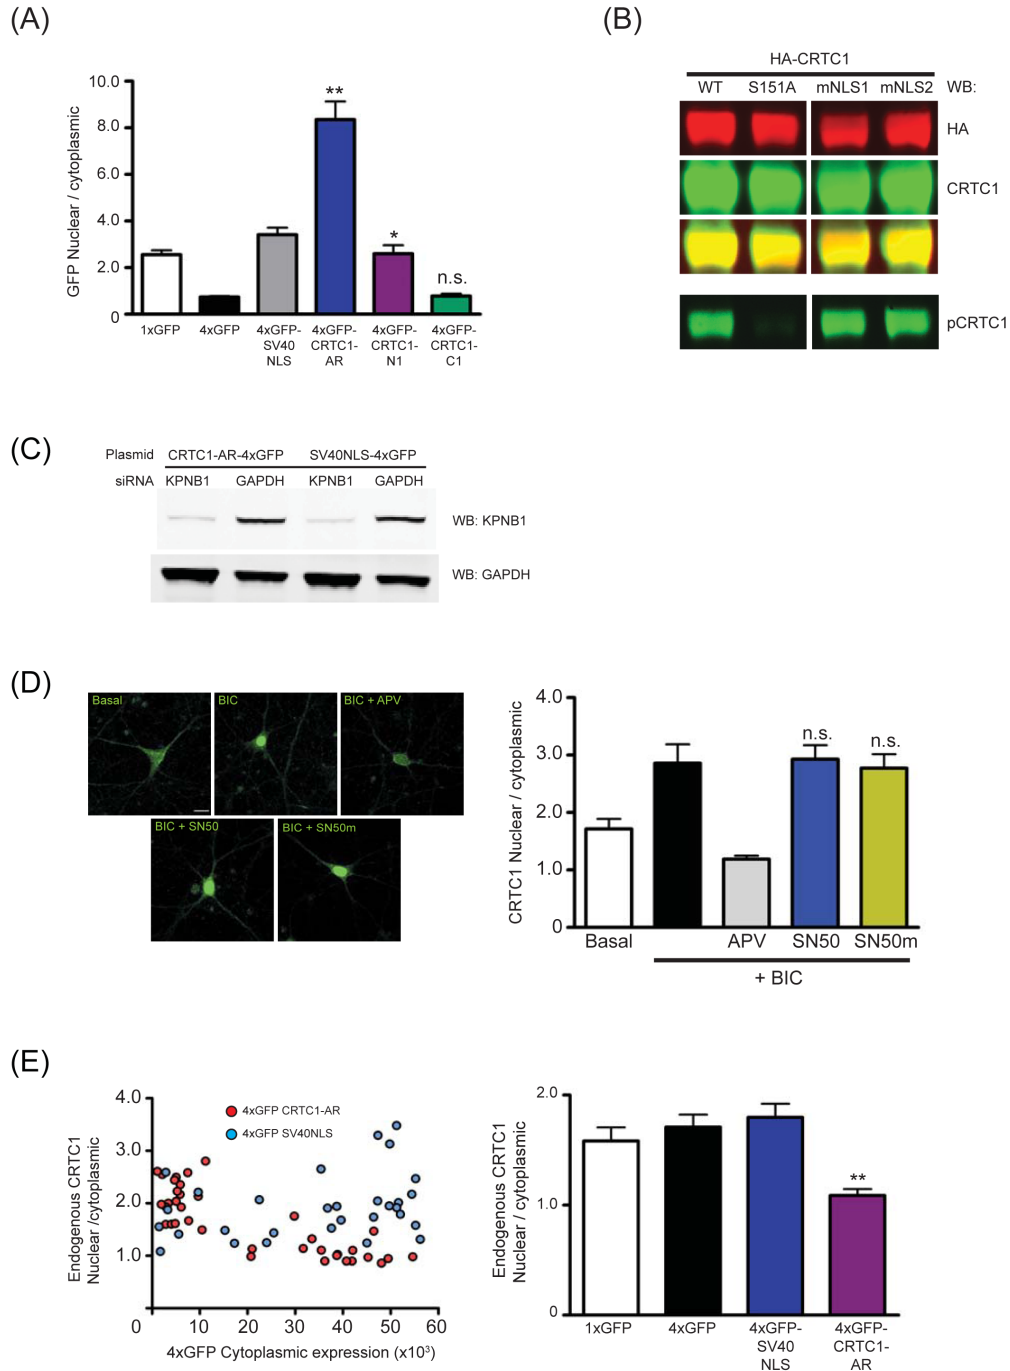 (A)
GFP Nuclear / cytoplasmic
10.0
8.0
6.0
4.0
2.0
0
**
*
n.s.
1xGFP
4xGFP
4xGFP-
SV40
NLS
4xGFP-
CRTC1-
AR
4xGFP-
CRTC1-
N1
4xGFP-
CRTC1-
C1
(B)
HA-CRTC1
WT S151A mNLS1 mNLS2 WB:
HA
CRTC1
pCRTC1
(C)
Plasmid CRTC1-AR-4xGFP SV40NLS-4xGFP
siRNA KPNB1 GAPDH KPNB1 GAPDH
WB: KPNB1
WB: GAPDH
(D)
Basal
BIC
BIC + APV
BIC + SN50
BIC + SN50m
CRTC1 Nuclear / cytoplasmic
4.0
3.0
2.0
1.0
0
n.s.
n.s.
Basal APV SN50 SN50m
+ BIC
(E)
Endogenous CRTC1
Nuclear /cytoplasmic
4.0
3.0
2.0
1.0
4xGFP CRTC1-AR
4xGFP SV40NLS
0 10 20 30 40 50 60
4xGFP Cytoplasmic expression (x10³)
Endogenous CRTC1
Nuclear / cytoplasmic
2.0
1.0
0
**
1xGFP
4xGFP
4xGFP-
SV40
NLS
4xGFP-
CRTC1-
AR